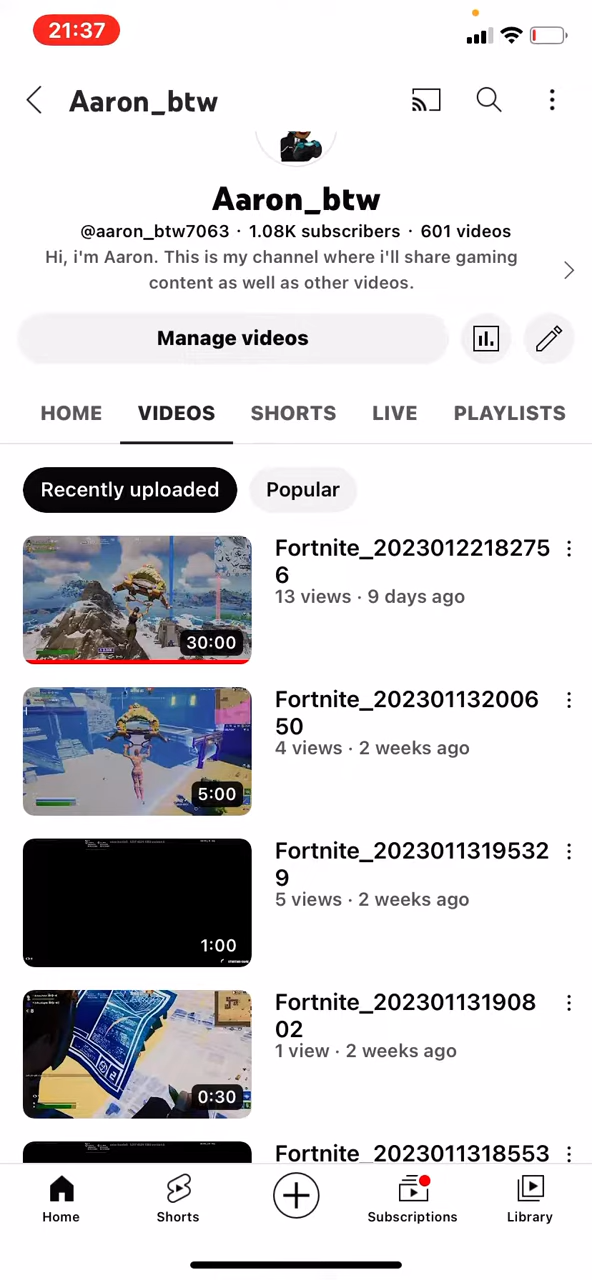 21:37
Aaron_btw
Aaron_btw
@aaron_btw7063 · 1.08K subscribers · 601 videos
Hi, i'm Aaron. This is my channel where i'll share gaming
content as well as other videos.
Manage videos
HOME
VIDEOS
SHORTS
LIVE
PLAYLISTS
Recently uploaded
Popular
30:00
Fortnite_2023012218275
6
13 views · 9 days ago
5:00
Fortnite_202301132006
50
4 views · 2 weeks ago
1:00
Fortnite_2023011319532
9
5 views · 2 weeks ago
0:30
Fortnite_202301131908
02
1 view · 2 weeks ago
Fortnite_2023011318553
Home
Shorts
Subscriptions
Library